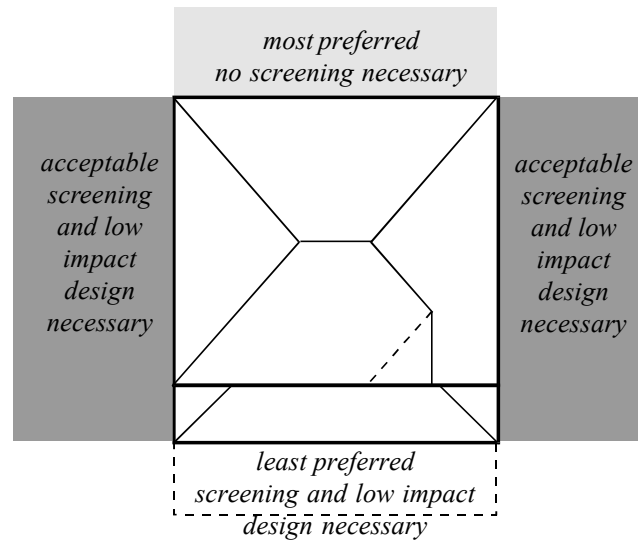 most preferred
no screening necessary
acceptable
screening
and low
impact
design
necessary
acceptable
screening
and low
impact
design
necessary
least preferred
screening and low impact
design necessary